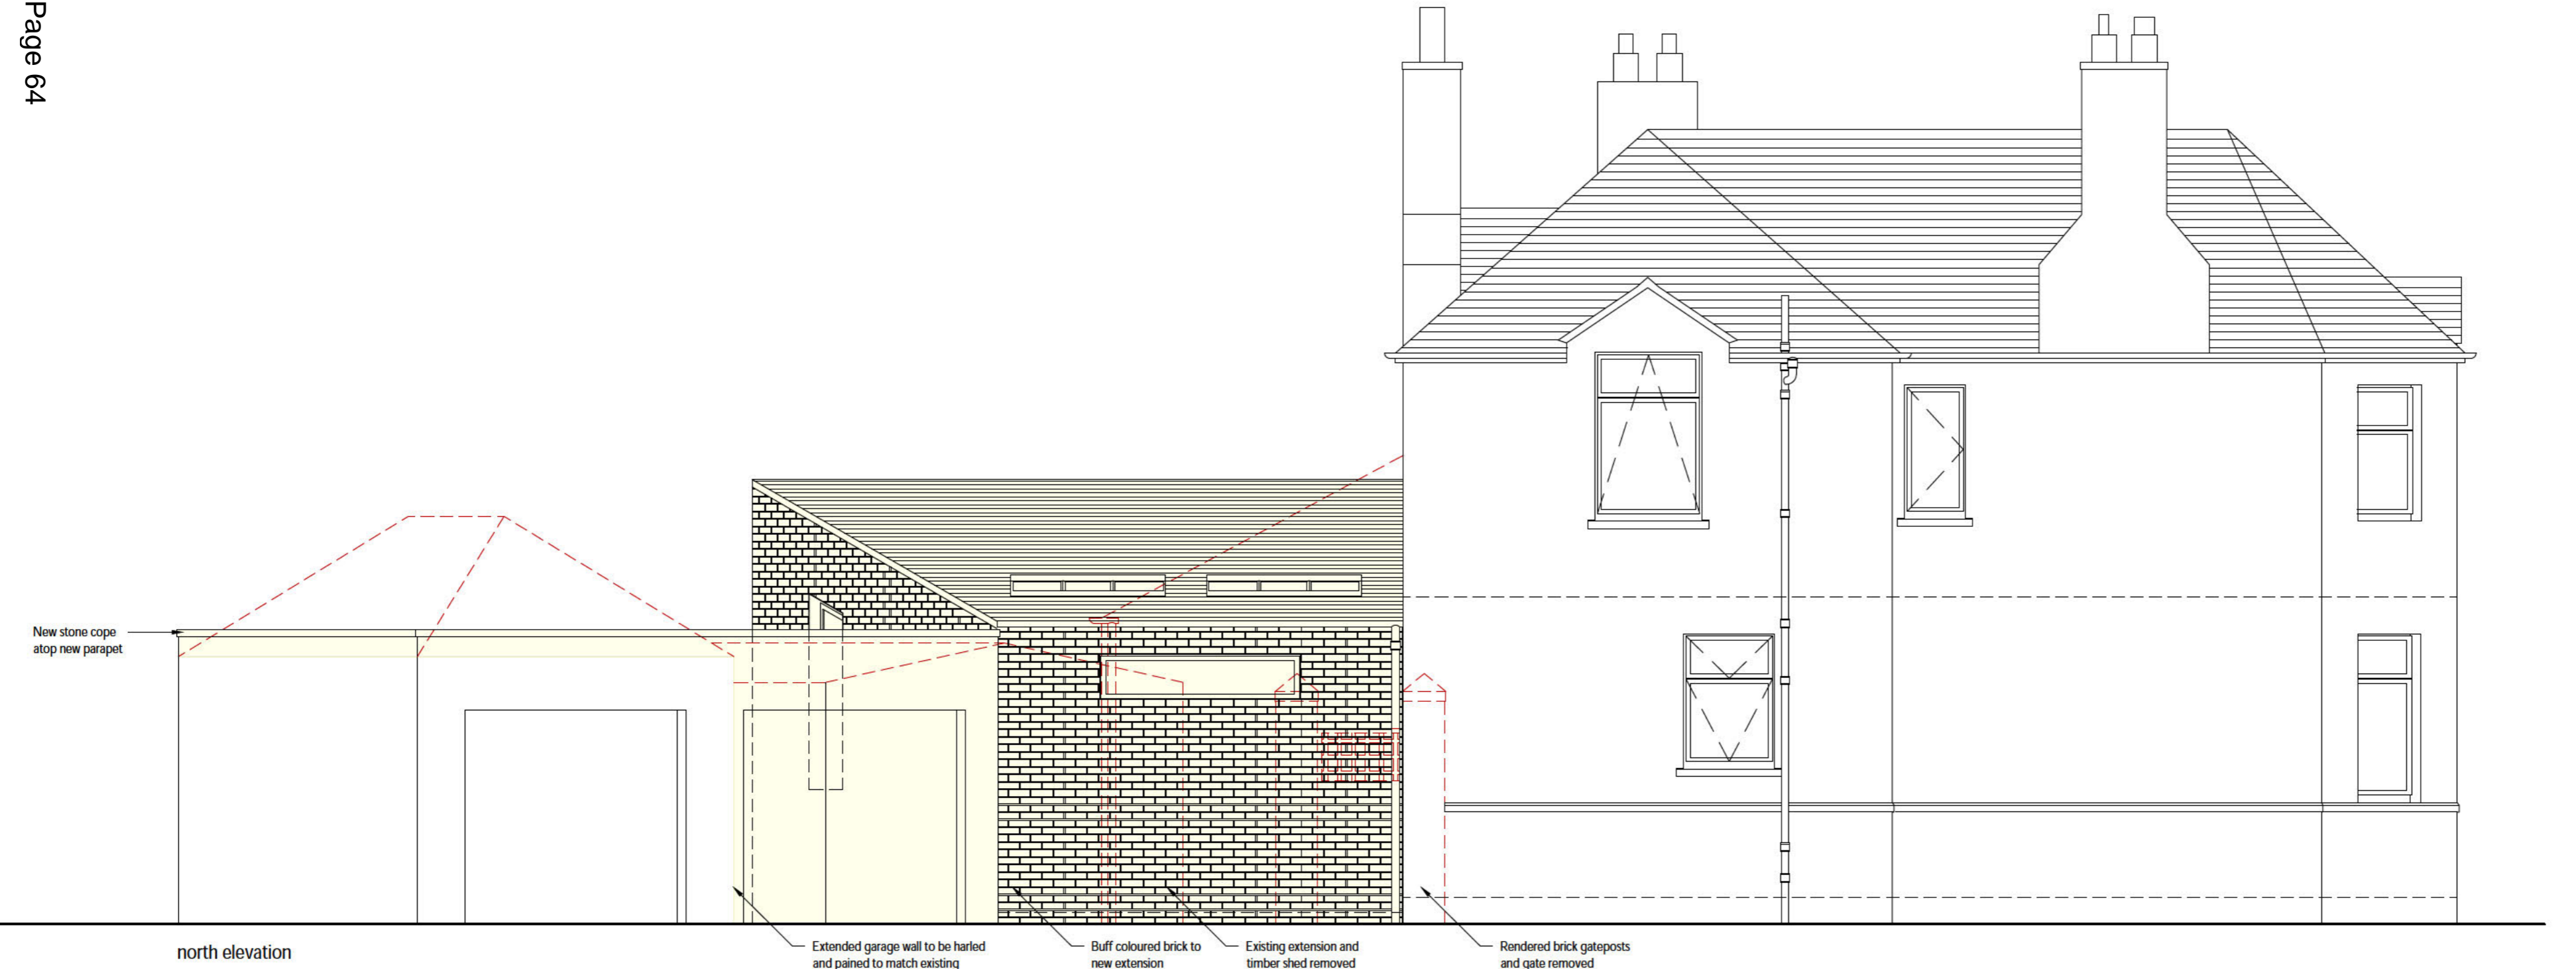 Page 64
New stone cope
atop new parapet
north elevation
Extended garage wall to be harled
and pained to match existing
Buff coloured brick to
new extension
Existing extension and
timber shed removed
Rendered brick gateposts
and gate removed